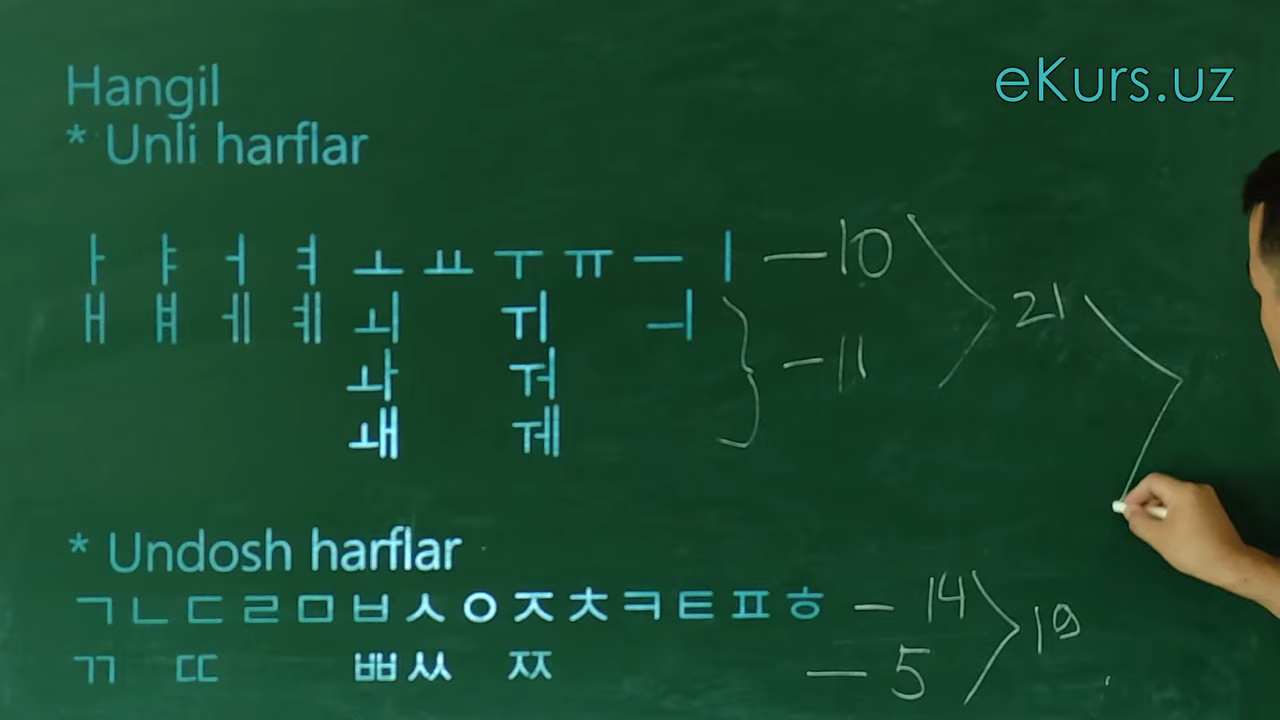 eKurs.uz
Hangil
* Unli harflar
ㅏ ㅑ ㅓ ㅕ ㅗ ㅛ ㅜ ㅠ ㅡ ㅣ — 10
ㅐ ㅒ ㅔ ㅖ ㅚ ㅟ ㅢ
21
ㅘ ㅝ — 11
ㅙ ㅞ
* Undosh harflar
ㄱ ㄴ ㄷ ㄹ ㅁ ㅂ ㅅ ㅇ ㅈ ㅊ ㅋ ㅌ ㅍ ㅎ — 14
19
ㄲ ㄸ ㅃ ㅆ ㅉ — 5